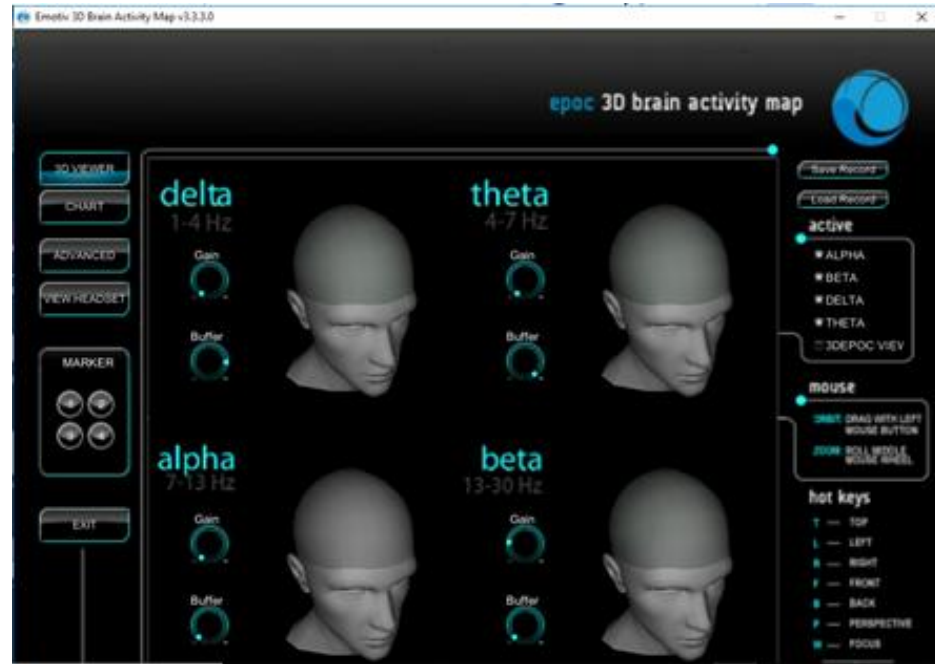 Emotiv 3D Brain Activity Map v3.3.3.0
epoc 3D brain activity map
3D VIEWER
CHART
ADVANCED
VIEW HEADSET
MARKER
EXIT
delta
1-4 Hz
Gain
Buffer
theta
4-7 Hz
Gain
Buffer
alpha
7-13 Hz
Gain
Buffer
beta
13-30 Hz
Gain
Buffer
Save Record
Load Record
active
ALPHA
BETA
DELTA
THETA
3DEPOC VIEV
mouse
ORBIT: DRAG WITH LEFT
MOUSE BUTTON
ZOOM: ROLL MIDDLE
MOUSE WHEEL
hot keys
T — TOP
L — LEFT
R — RIGHT
F — FRONT
B — BACK
P — PERSPECTIVE
— FOCUS